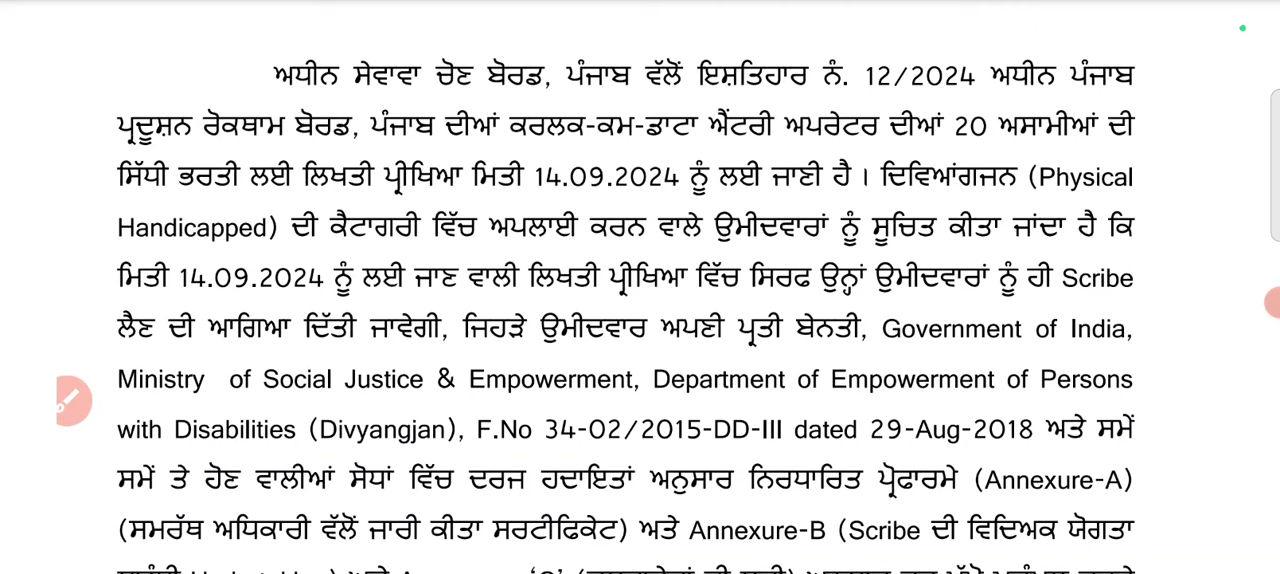 ਅਧੀਨ ਸੇਵਾਵਾ ਚੋਣ ਬੋਰਡ, ਪੰਜਾਬ ਵੱਲੋਂ ਇਸ਼ਤਿਹਾਰ ਨੰ. 12/2024 ਅਧੀਨ ਪੰਜਾਬ
ਪ੍ਰਦੂਸ਼ਨ ਰੋਕਥਾਮ ਬੋਰਡ, ਪੰਜਾਬ ਦੀਆਂ ਕਰਲਕ-ਕਮ-ਡਾਟਾ ਐਂਟਰੀ ਅਪਰੇਟਰ ਦੀਆਂ 20 ਅਸਾਮੀਆਂ ਦੀ
ਸਿੱਧੀ ਭਰਤੀ ਲਈ ਲਿਖਤੀ ਪ੍ਰੀਖਿਆ ਮਿਤੀ 14.09.2024 ਨੂੰ ਲਈ ਜਾਣੀ ਹੈ। ਦਿਵਿਆਂਗਜਨ (Physical
Handicapped) ਦੀ ਕੈਟਾਗਰੀ ਵਿੱਚ ਅਪਲਾਈ ਕਰਨ ਵਾਲੇ ਉਮੀਦਵਾਰਾਂ ਨੂੰ ਸੂਚਿਤ ਕੀਤਾ ਜਾਂਦਾ ਹੈ ਕਿ
ਮਿਤੀ 14.09.2024 ਨੂੰ ਲਈ ਜਾਣ ਵਾਲੀ ਲਿਖਤੀ ਪ੍ਰੀਖਿਆ ਵਿੱਚ ਸਿਰਫ ਉਨ੍ਹਾਂ ਉਮੀਦਵਾਰਾਂ ਨੂੰ ਹੀ Scribe
ਲੈਣ ਦੀ ਆਗਿਆ ਦਿੱਤੀ ਜਾਵੇਗੀ, ਜਿਹੜੇ ਉਮੀਦਵਾਰ ਅਪਣੀ ਪ੍ਰਤੀ ਬੇਨਤੀ, Government of India,
Ministry of Social Justice & Empowerment, Department of Empowerment of Persons
with Disabilities (Divyangjan), F.No 34-02/2015-DD-III dated 29-Aug-2018 ਅਤੇ ਸਮੇਂ
ਸਮੇਂ ਤੇ ਹੋਣ ਵਾਲੀਆਂ ਸੋਧਾਂ ਵਿੱਚ ਦਰਜ ਹਦਾਇਤਾਂ ਅਨੁਸਾਰ ਨਿਰਧਾਰਿਤ ਪ੍ਰੋਫਾਰਮੇ (Annexure-A)
(ਸਮਰੱਥ ਅਧਿਕਾਰੀ ਵੱਲੋਂ ਜਾਰੀ ਕੀਤਾ ਸਰਟੀਫਿਕੇਟ) ਅਤੇ Annexure-B (Scribe ਦੀ ਵਿਦਿਅਕ ਯੋਗਤਾ